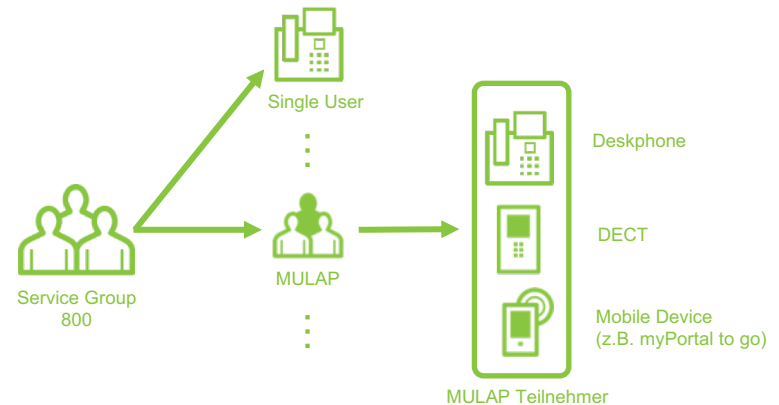 Single User
Deskphone
DECT
MULAP
Service Group
800
Mobile Device
(z.B. myPortal to go)
MULAP Teilnehmer